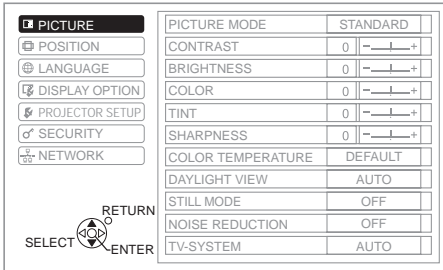 PICTURE
POSITION
LANGUAGE
DISPLAY OPTION
PROJECTOR SETUP
SECURITY
NETWORK
RETURN
SELECT
ENTER
PICTURE MODE STANDARD
CONTRAST 0 - +
BRIGHTNESS 0 - +
COLOR 0 - +
TINT 0 - +
SHARPNESS 0 - +
COLOR TEMPERATURE DEFAULT
DAYLIGHT VIEW AUTO
STILL MODE OFF
NOISE REDUCTION OFF
TV-SYSTEM AUTO